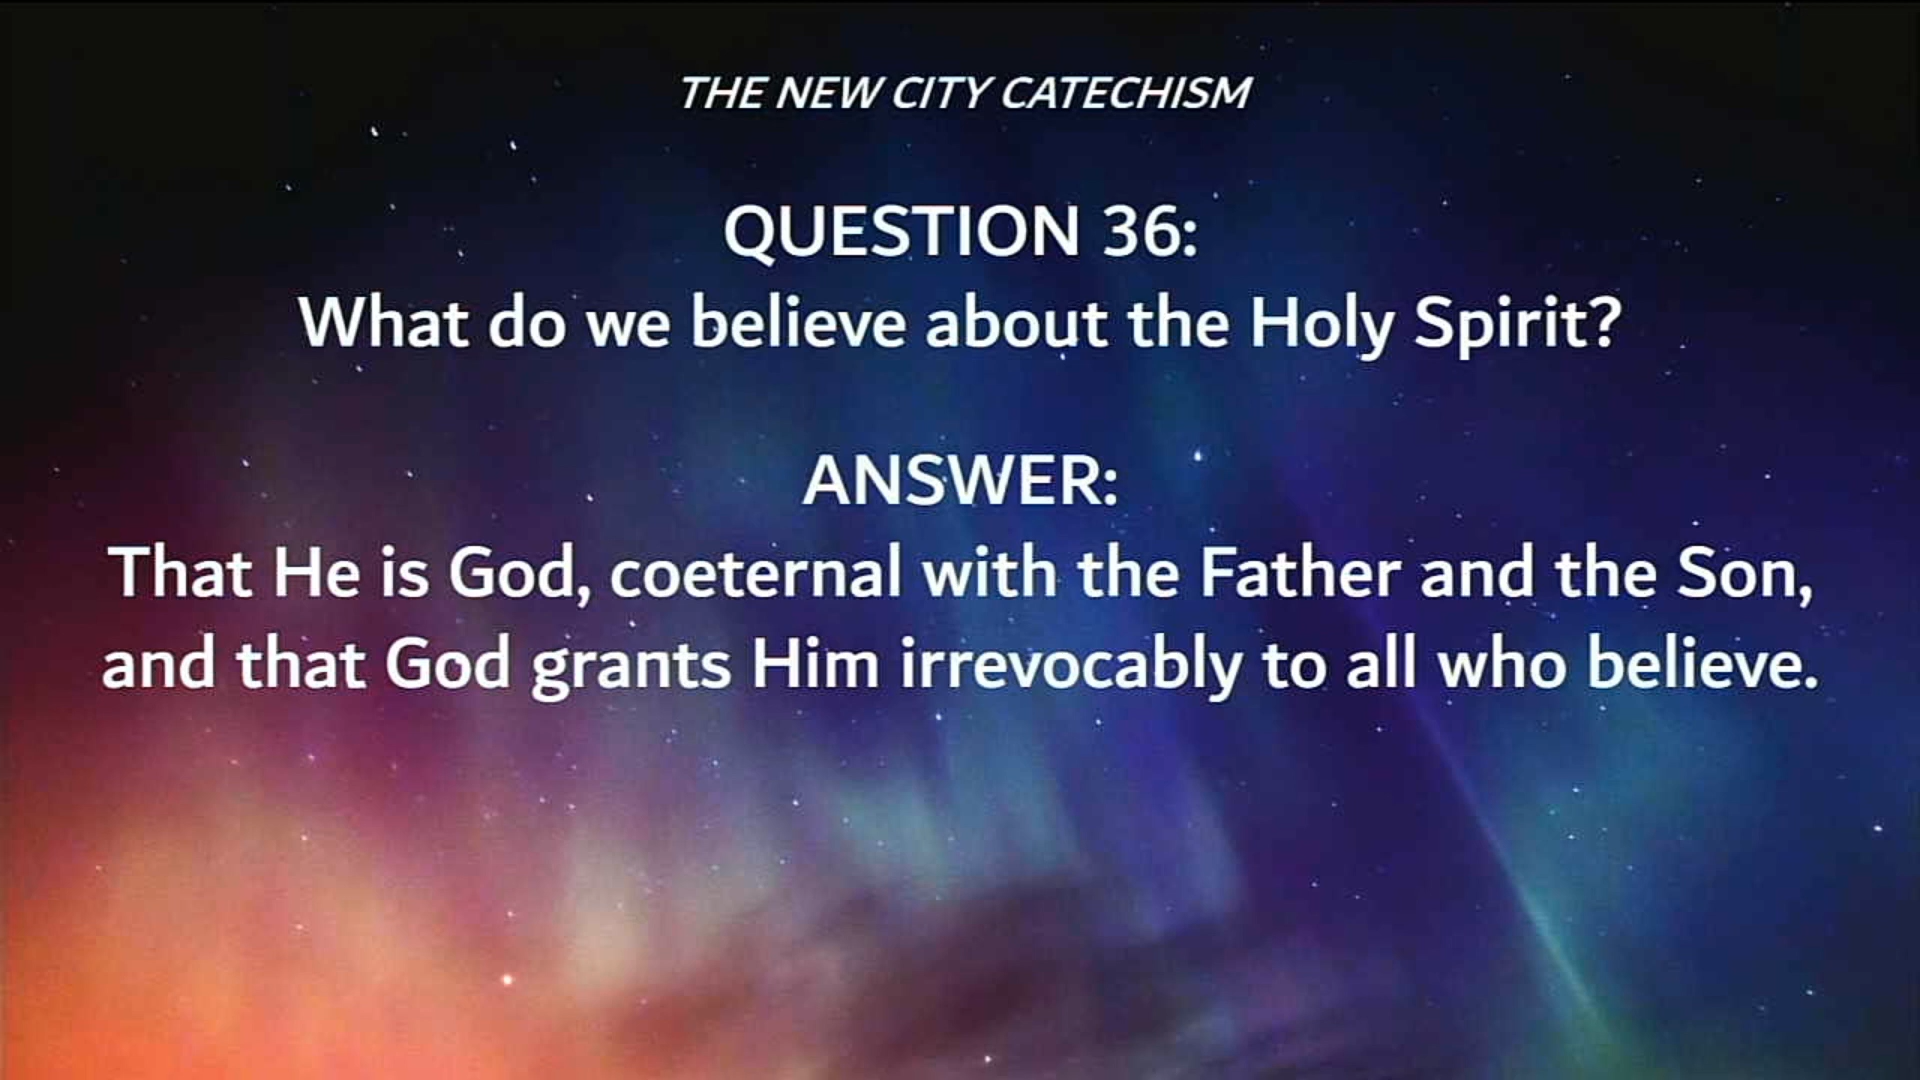 THE NEW CITY CATECHISM
QUESTION 36:
What do we believe about the Holy Spirit?
ANSWER:
That He is God, coeternal with the Father and the Son,
and that God grants Him irrevocably to all who believe.